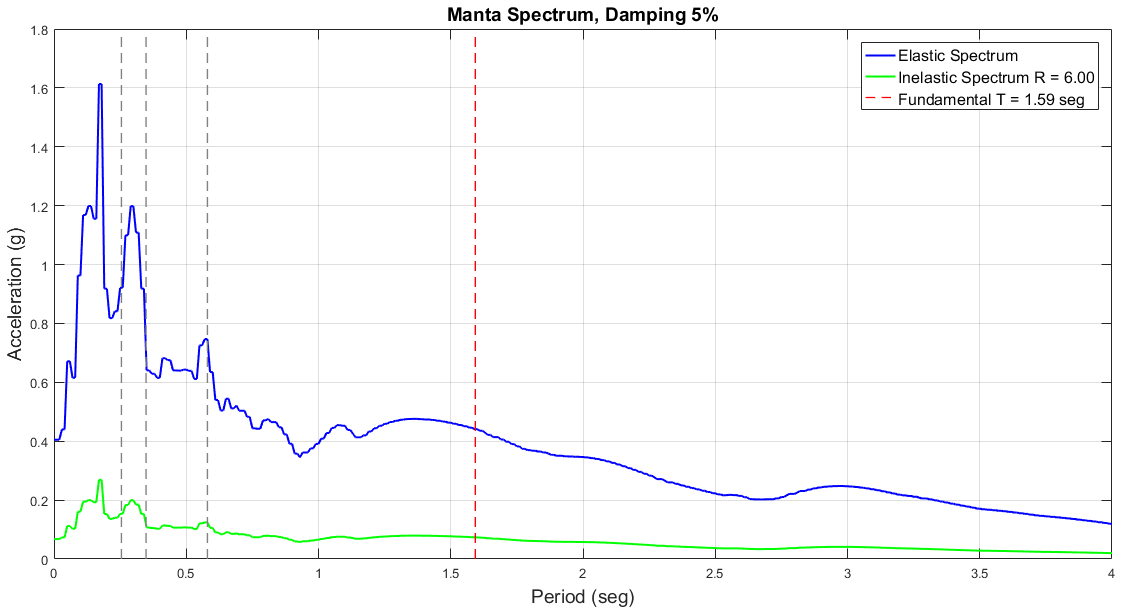 Manta Spectrum, Damping 5%
Elastic Spectrum
Inelastic Spectrum R = 6.00
Fundamental T = 1.59 seg
Acceleration (g)
1.8
1.6
1.4
1.2
1
0.8
0.6
0.4
0.2
0
0 0.5 1 1.5 2 2.5 3 3.5 4
Period (seg)